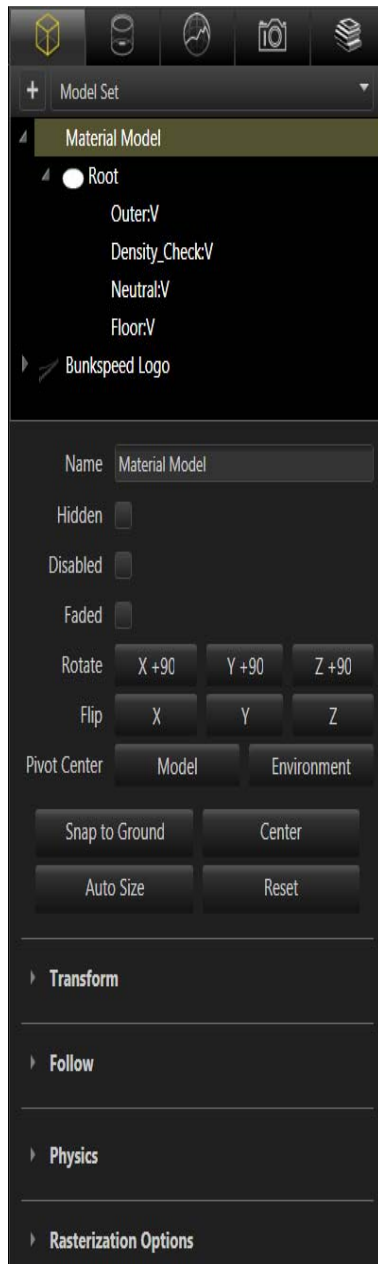 Model Set
Material Model
Root
Outer:V
Density_Check:V
Neutral:V
Floor:V
Bunkspeed Logo
Name Material Model
Hidden
Disabled
Faded
Rotate X +90 Y +90 Z +90
Flip X Y Z
Pivot Center Model Environment
Snap to Ground Center
Auto Size Reset
Transform
Follow
Physics
Rasterization Options